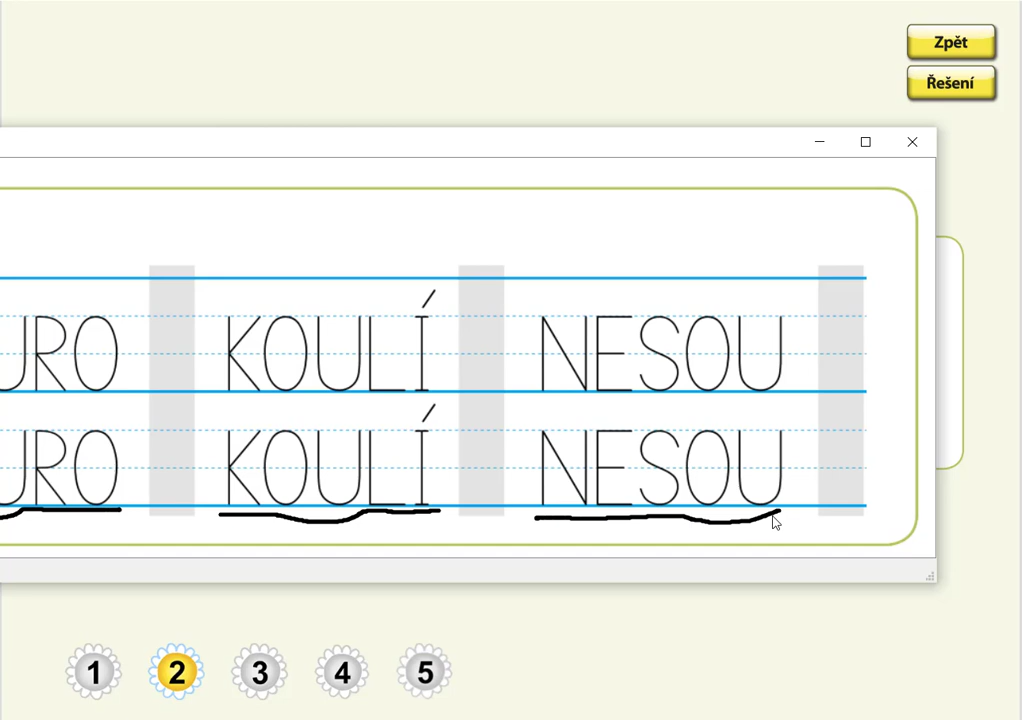 Zpět
Řešení
URO KOULÍ NESOU
URO KOULÍ NESOU
1 2 3 4 5